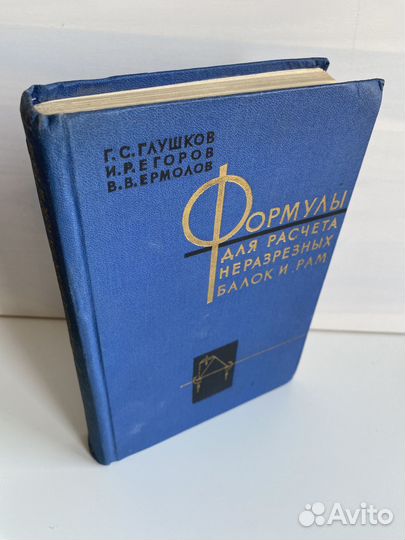 Г.С.ГЛУШКОВ
И.Р.ЕГОРОВ
В.В.ЕРМОЛОВ
ФОРМУЛЫ
ДЛЯ РАСЧЕТА
НЕРАЗРЕЗНЫХ
БАЛОК И РАМ
Avito